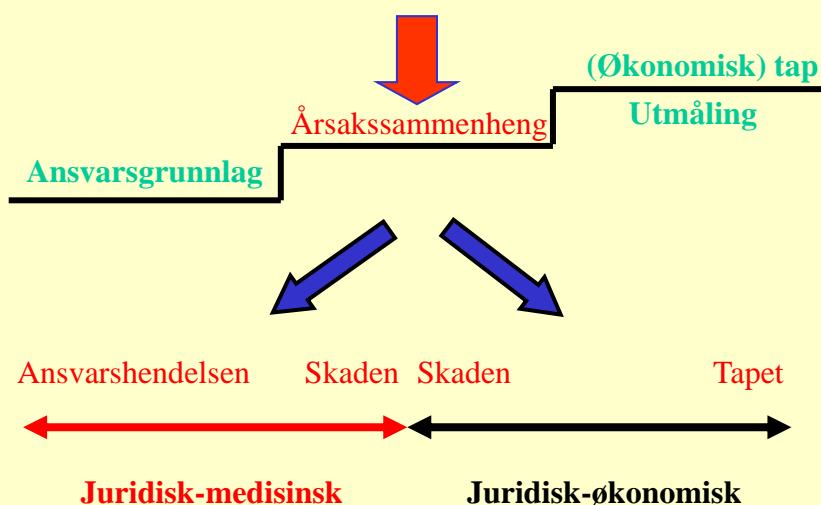 (Økonomisk) tap
Årsakssammenheng
Utmåling
Ansvarsgrunnlag
Ansvarshendelsen Skaden Skaden Tapet
Juridisk-medisinsk Juridisk-økonomisk